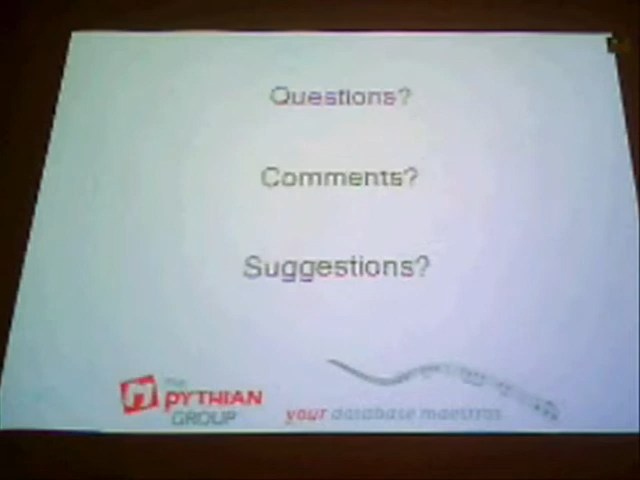 Questions?
Comments?
Suggestions?
THE
PYTHIAN
GROUP
your database maestros